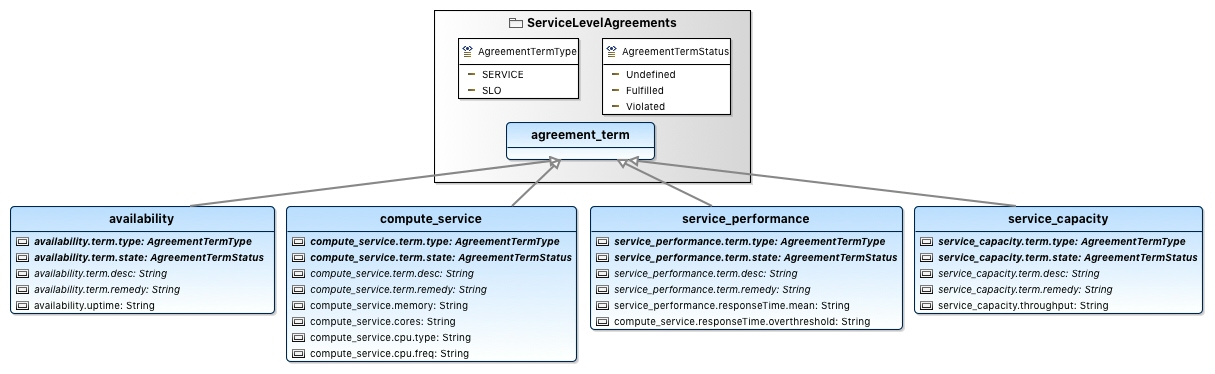 ServiceLevelAgreements
AgreementTermType
SERVICE
SLO
AgreementTermStatus
Undefined
Fulfilled
Violated
agreement_term
availability
availability.term.type: AgreementTermType
availability.term.state: AgreementTermStatus
availability.term.desc: String
availability.term.remedy: String
availability.uptime: String
compute_service
compute_service.term.type: AgreementTermType
compute_service.term.state: AgreementTermStatus
compute_service.term.desc: String
compute_service.term.remedy: String
compute_service.memory: String
compute_service.cores: String
compute_service.cpu.type: String
compute_service.cpu.freq: String
service_performance
service_performance.term.type: AgreementTermType
service_performance.term.state: AgreementTermStatus
service_performance.term.desc: String
service_performance.term.remedy: String
service_performance.responseTime.mean: String
compute_service.responseTime.overthreshold: String
service_capacity
service_capacity.term.type: AgreementTermType
service_capacity.term.state: AgreementTermStatus
service_capacity.term.desc: String
service_capacity.term.remedy: String
service_capacity.throughput: String